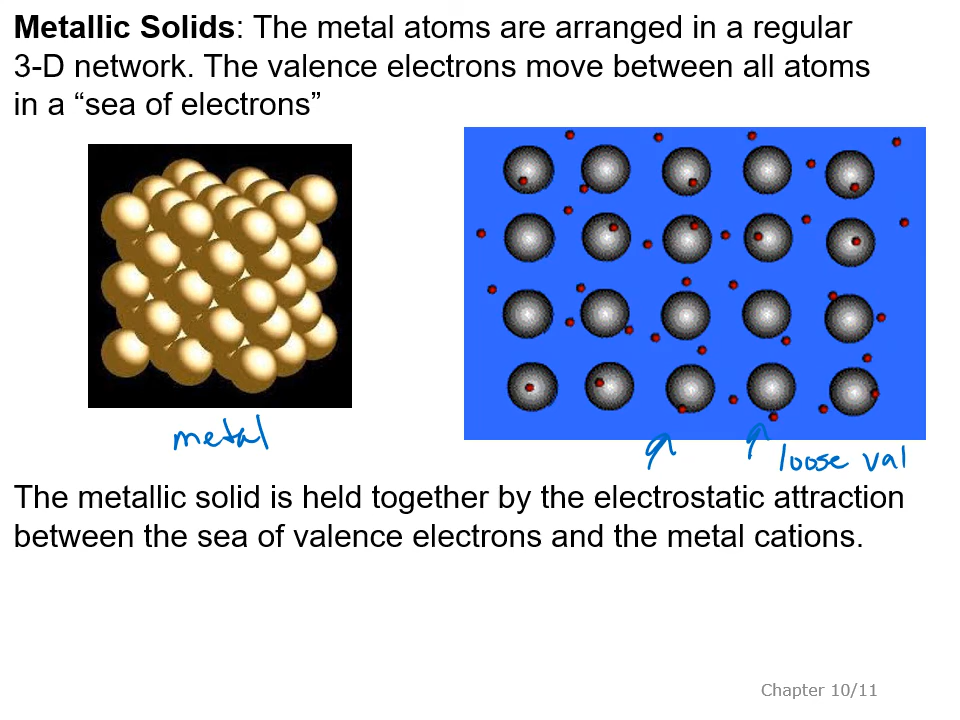 Metallic Solids: The metal atoms are arranged in a regular
3-D network. The valence electrons move between all atoms
in a “sea of electrons”
metal
loose val
The metallic solid is held together by the electrostatic attraction
between the sea of valence electrons and the metal cations.
Chapter 10/11